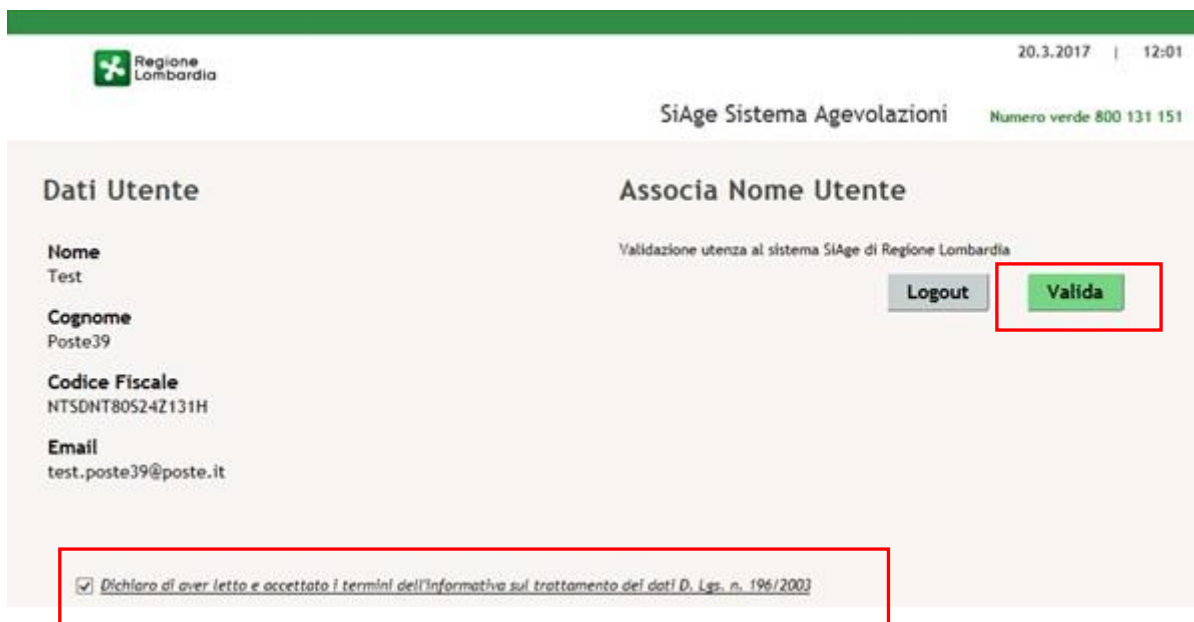 Regione
Lombardia
20.3.2017 | 12:01
SiAge Sistema Agevolazioni
Numero verde 800 131 151
Dati Utente
Nome
Test
Cognome
Poste39
Codice Fiscale
NTSDNT80S24Z131H
Email
test.poste39@poste.it
Associa Nome Utente
Validazione utenza al sistema SiAge di Regione Lombardia
Logout
Valida
Dichiaro di aver letto e accettato i termini dell'informativa sul trattamento dei dati D. Lgs. n. 196/2003